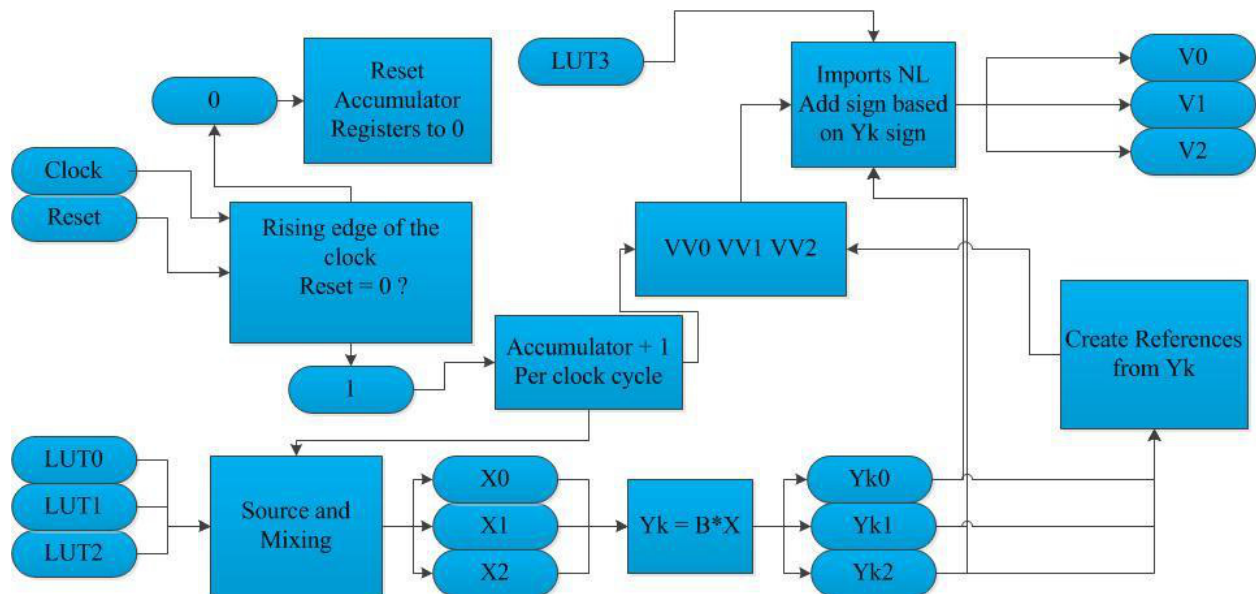 LUT3
Imports NL
Add sign based
on Yk sign
V0
V1
V2
0
Reset
Accumulator
Registers to 0
Clock
Reset
Rising edge of the
clock
Reset = 0 ?
VV0 VV1 VV2
1
Accumulator + 1
Per clock cycle
Create References
from Yk
LUT0
LUT1
LUT2
Source and
Mixing
X0
X1
X2
Yk = B*X
Yk0
Yk1
Yk2